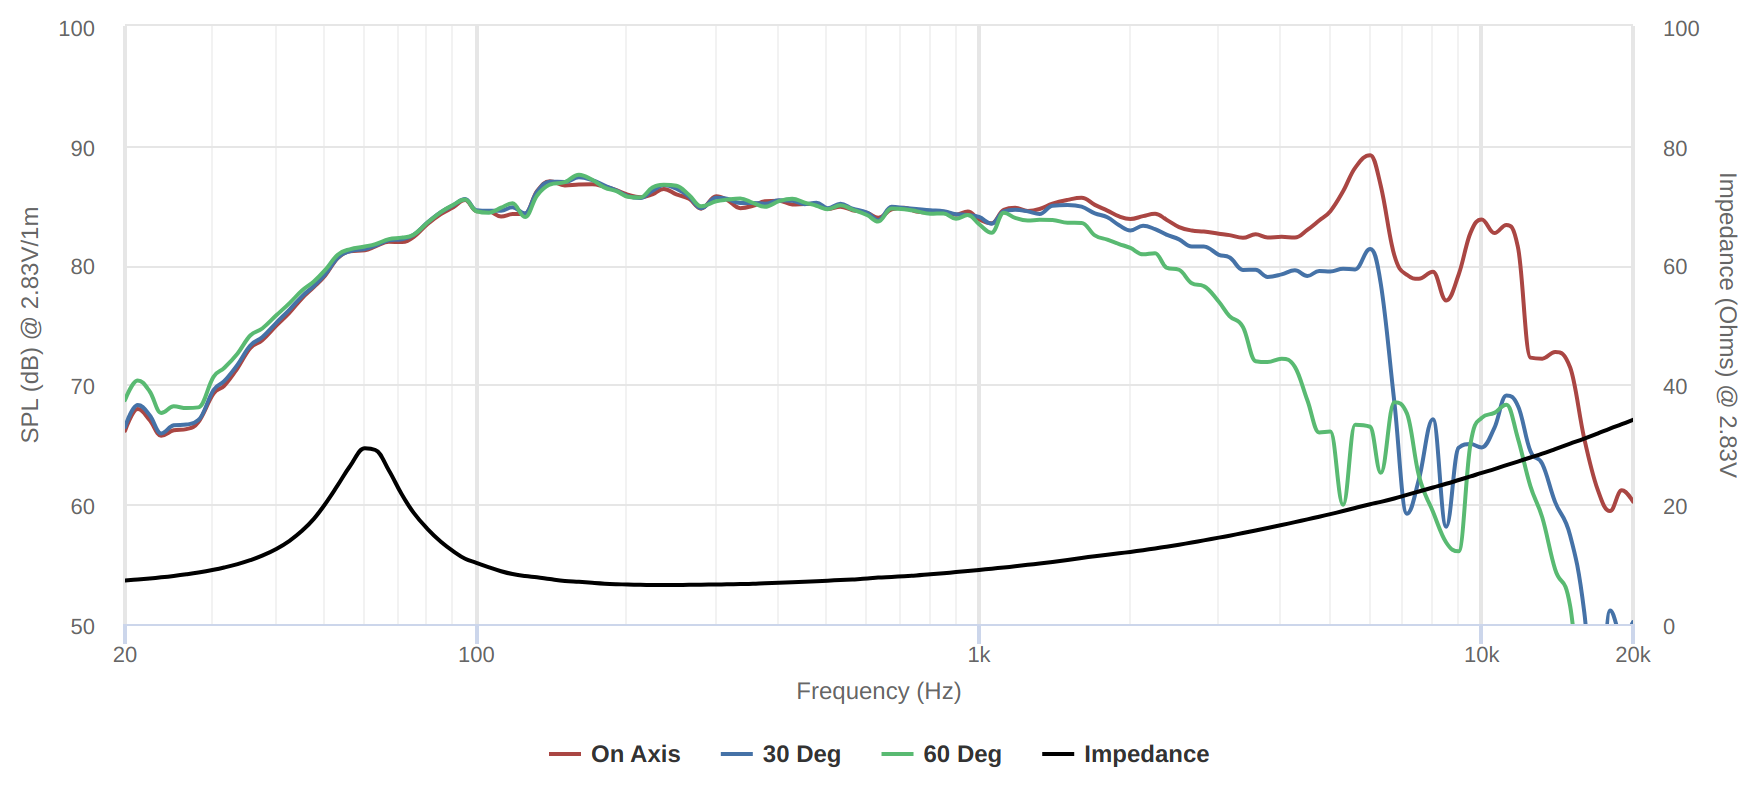 100
90
80
70
60
50
SPL (dB) @ 2.83V/1m
100
80
60
40
20
0
Impedance (Ohms) @ 2.83V
20 100 1k 10k 20k
Frequency (Hz)
On Axis 30 Deg 60 Deg Impedance